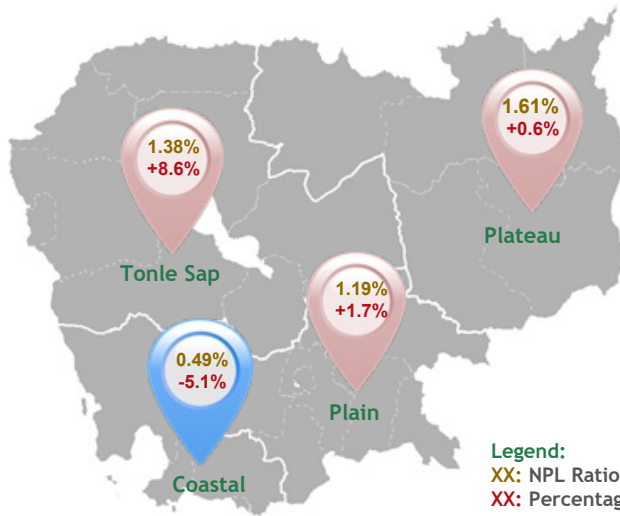 1.61%
+0.6%
Plateau
1.38%
+8.6%
Tonle Sap
1.19%
+1.7%
Plain
0.49%
-5.1%
Coastal
Legend:
XX: NPL Ratio
XX: Percentag